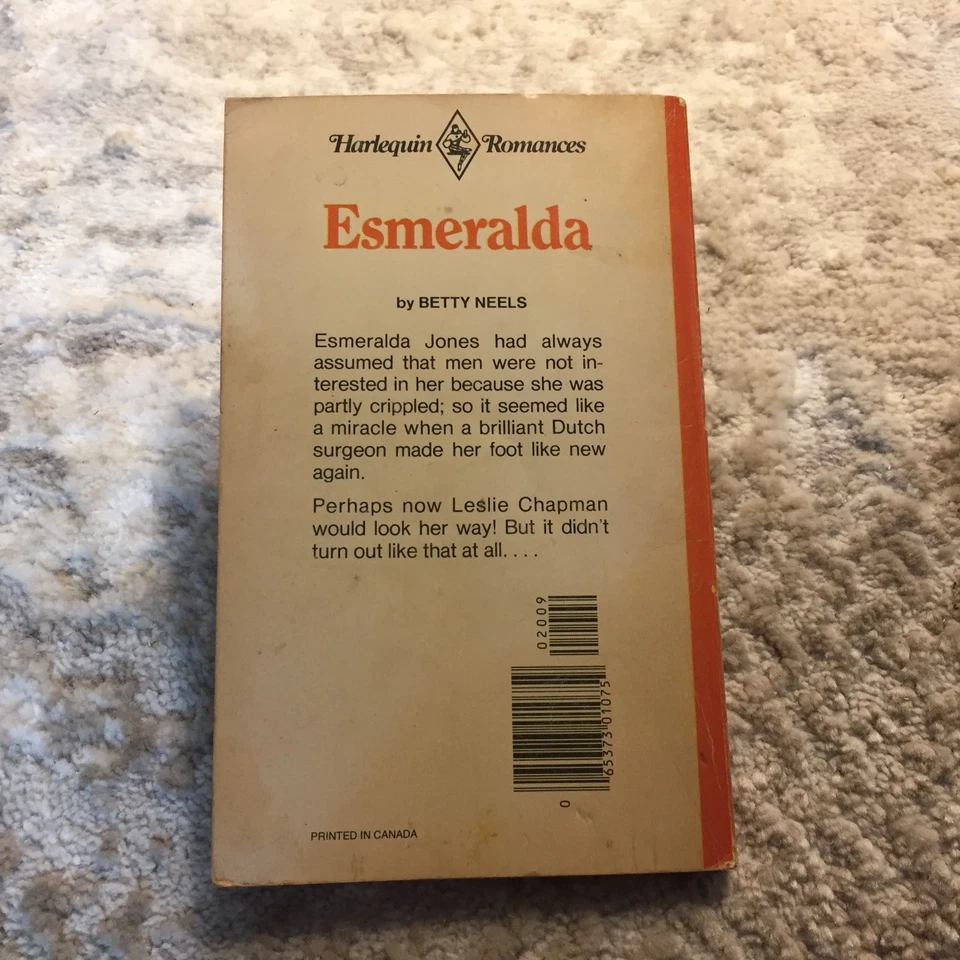 Harlequin Romances
Esmeralda
by BETTY NEELS
Esmeralda Jones had always
assumed that men were not in-
terested in her because she was
partly crippled; so it seemed like
a miracle when a brilliant Dutch
surgeon made her foot like new
again.
Perhaps now Leslie Chapman
would look her way! But it didn't
turn out like that at all. . . .
02009
65373 01075
0
PRINTED IN CANADA